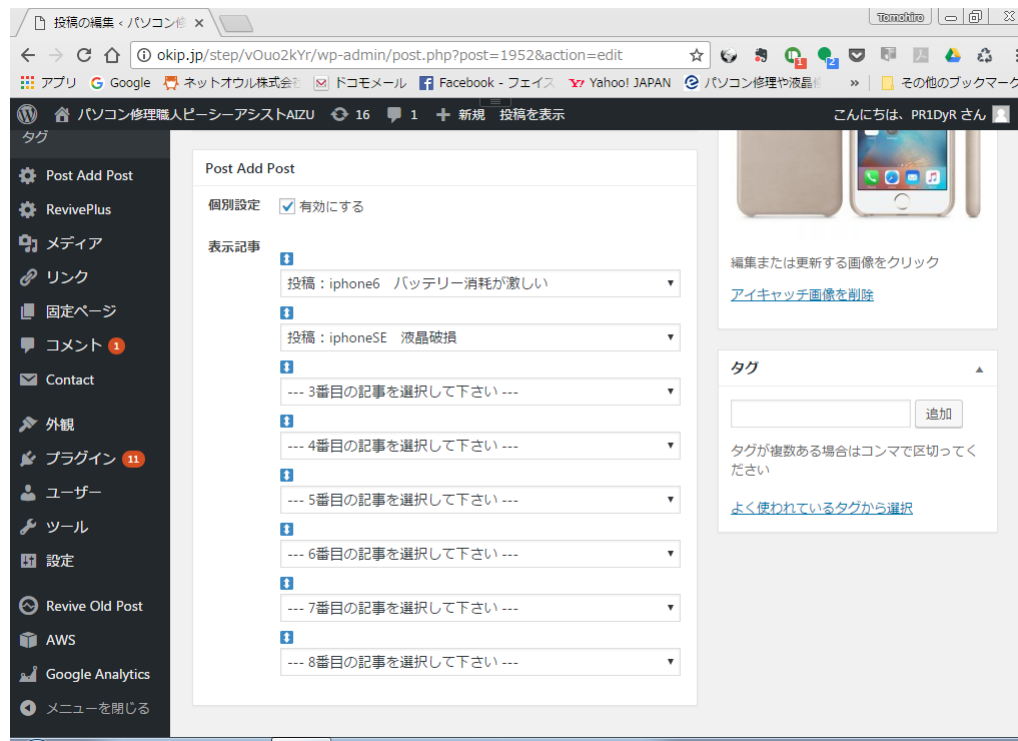 投稿の編集 ‹ パソコン修
Tomohiro
okip.jp/step/vOuo2kYr/wp-admin/post.php?post=1952&action=edit
アプリ Google ネットオウル株式会社 ドコモメール Facebook - フェイス Yahoo! JAPAN パソコン修理や液晶修 » その他のブックマーク
パソコン修理職人ピーシーアシストAIZU 16 1 新規 投稿を表示 こんにちは、PR1DyR さん
タグ
Post Add Post
RevivePlus
メディア
リンク
固定ページ
コメント 1
Contact
外観
プラグイン 11
ユーザー
ツール
設定
Revive Old Post
AWS
Google Analytics
メニューを閉じる
Post Add Post
個別設定 有効にする
表示記事
投稿：iphone6　バッテリー消耗が激しい
投稿：iphoneSE　液晶破損
--- 3番目の記事を選択して下さい ---
--- 4番目の記事を選択して下さい ---
--- 5番目の記事を選択して下さい ---
--- 6番目の記事を選択して下さい ---
--- 7番目の記事を選択して下さい ---
--- 8番目の記事を選択して下さい ---
編集または更新する画像をクリック
アイキャッチ画像を削除
タグ
追加
タグが複数ある場合はコンマで区切ってく
ださい
よく使われているタグから選択